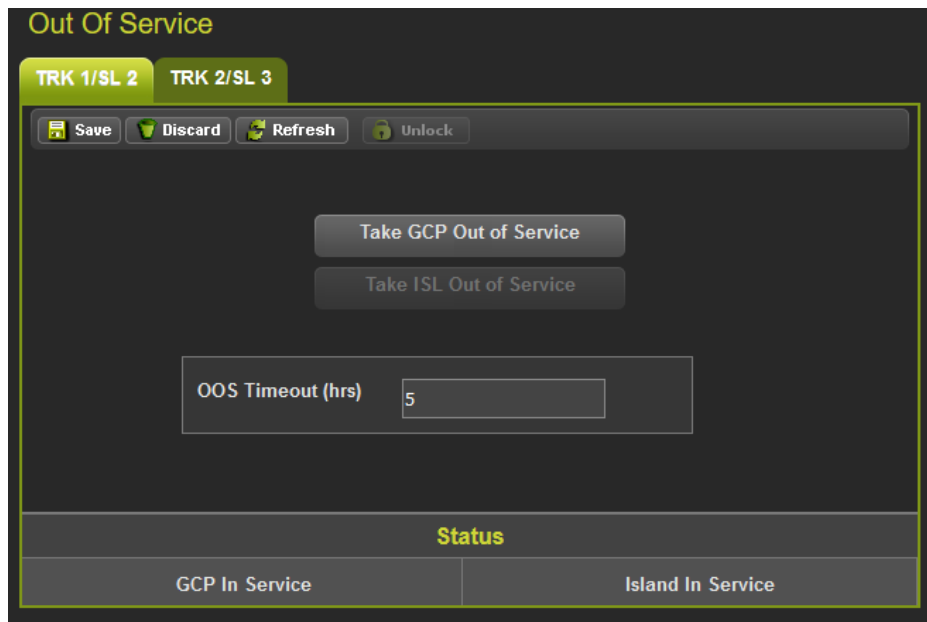 Out Of Service
TRK 1/SL 2 TRK 2/SL 3
Save Discard Refresh Unlock
Take GCP Out of Service
Take ISL Out of Service
OOS Timeout (hrs) 5
Status
GCP In Service Island In Service